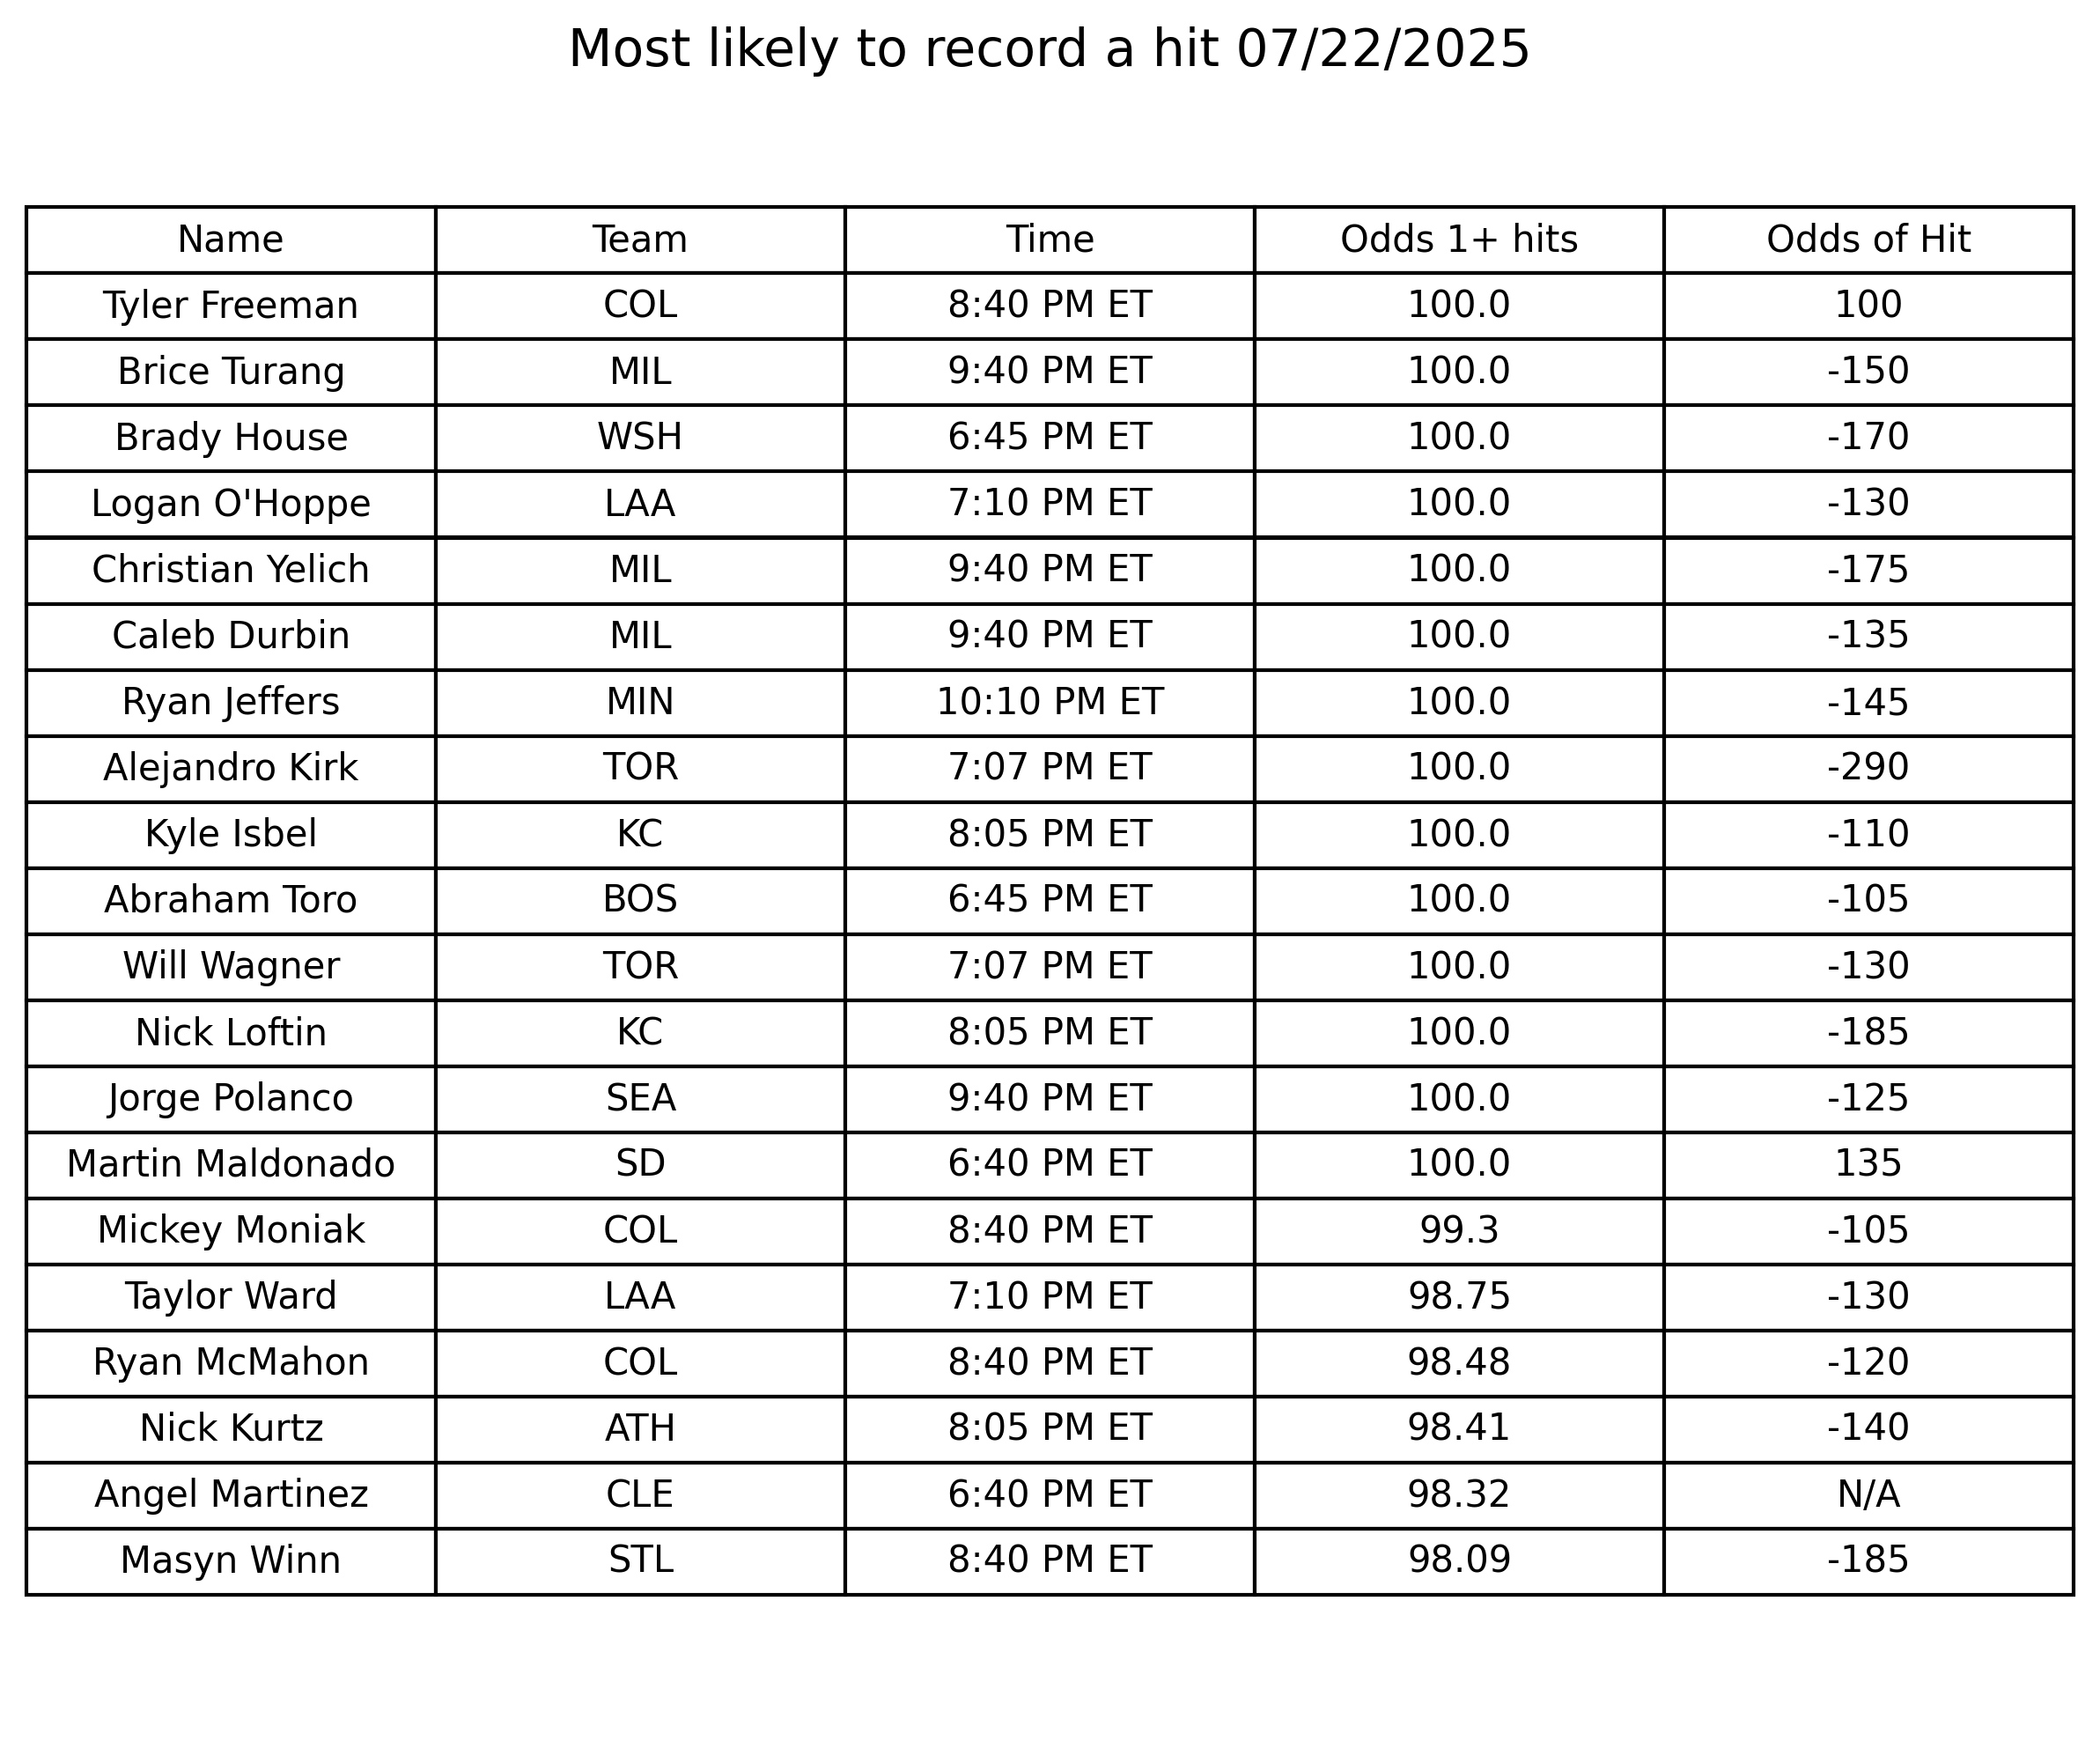 Most likely to record a hit 07/22/2025
Name Team Time Odds 1+ hits Odds of Hit
Tyler Freeman COL 8:40 PM ET 100.0 100
Brice Turang MIL 9:40 PM ET 100.0 -150
Brady House WSH 6:45 PM ET 100.0 -170
Logan O'Hoppe LAA 7:10 PM ET 100.0 -130
Christian Yelich MIL 9:40 PM ET 100.0 -175
Caleb Durbin MIL 9:40 PM ET 100.0 -135
Ryan Jeffers MIN 10:10 PM ET 100.0 -145
Alejandro Kirk TOR 7:07 PM ET 100.0 -290
Kyle Isbel KC 8:05 PM ET 100.0 -110
Abraham Toro BOS 6:45 PM ET 100.0 -105
Will Wagner TOR 7:07 PM ET 100.0 -130
Nick Loftin KC 8:05 PM ET 100.0 -185
Jorge Polanco SEA 9:40 PM ET 100.0 -125
Martin Maldonado SD 6:40 PM ET 100.0 135
Mickey Moniak COL 8:40 PM ET 99.3 -105
Taylor Ward LAA 7:10 PM ET 98.75 -130
Ryan McMahon COL 8:40 PM ET 98.48 -120
Nick Kurtz ATH 8:05 PM ET 98.41 -140
Angel Martinez CLE 6:40 PM ET 98.32 N/A
Masyn Winn STL 8:40 PM ET 98.09 -185